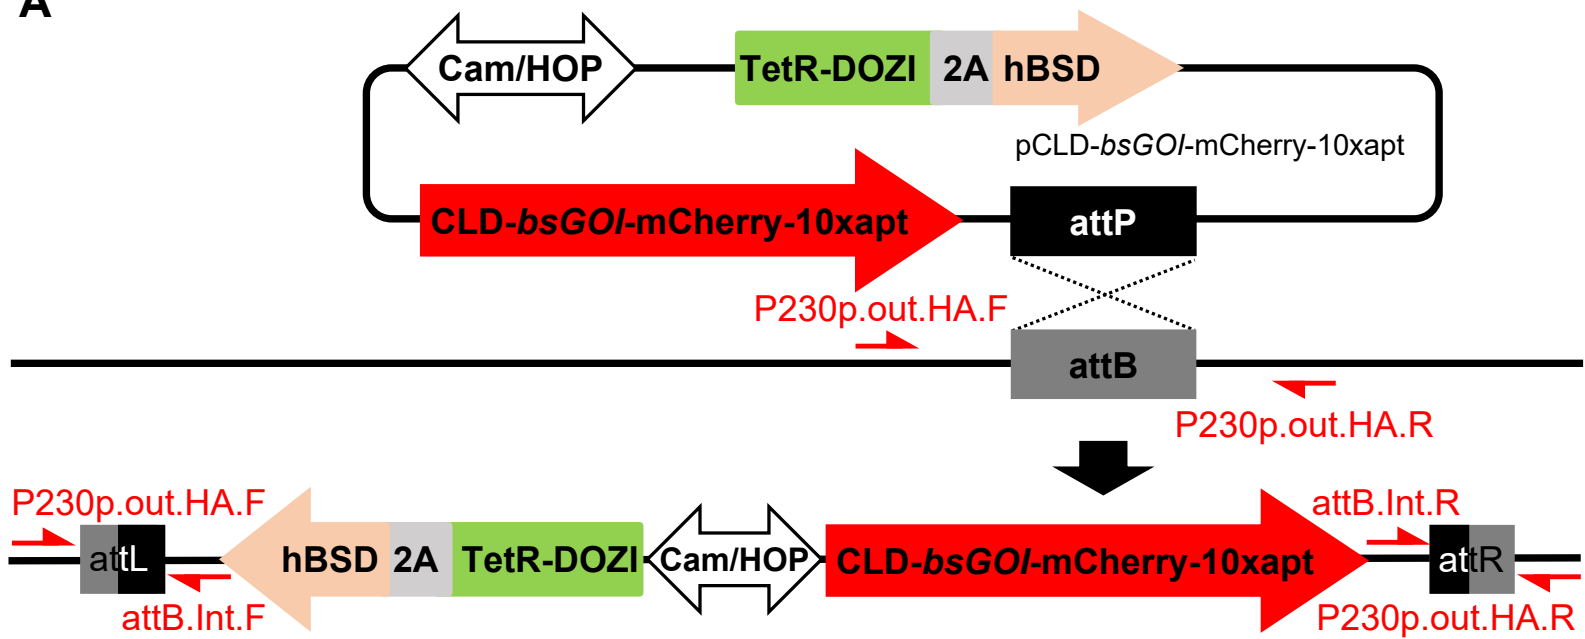 A
Cam/HOP
TetR-DOZI 2A hBSD
pCLD-bsGOI-mCherry-10xapt
CLD-bsGOI-mCherry-10xapt
attP
P230p.out.HA.F
attB
P230p.out.HA.R
P230p.out.HA.F
attB.Int.R
attL
hBSD 2A TetR-DOZI
Cam/HOP
CLD-bsGOI-mCherry-10xapt
attR
attB.Int.F
P230p.out.HA.R